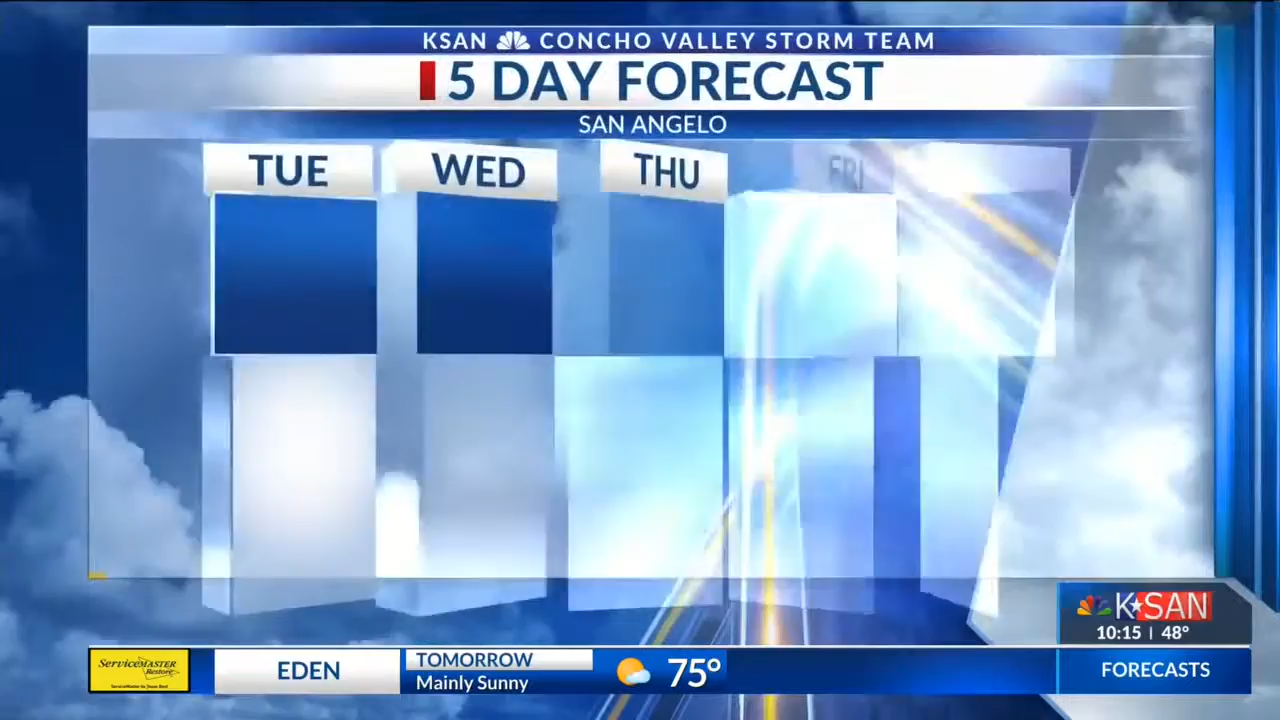 KSAN CONCHO VALLEY STORM TEAM
5 DAY FORECAST
SAN ANGELO
TUE WED THU FRI
KSAN
10:15 | 48°
ServiceMASTER
Restore
EDEN
TOMORROW
Mainly Sunny
75°
FORECASTS